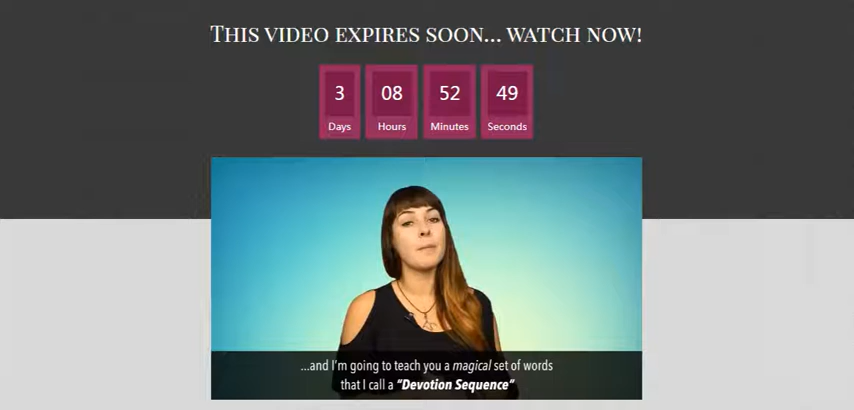 This video expires soon... watch now!
3 08 52 49
Days Hours Minutes Seconds
...and I'm going to teach you a magical set of words
that I call a "Devotion Sequence"